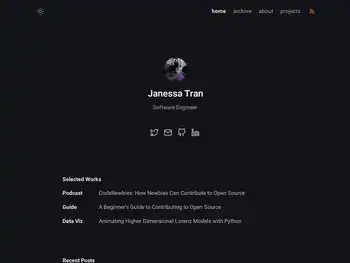 home archive about projects
Janessa Tran
Software Engineer
Selected Works
Podcast CodeNewbies: How Newbies Can Contribute to Open Source
Guide A Beginner's Guide to Contributing to Open Source
Data Viz Animating Higher Dimensional Lorenz Models with Python
Recent Posts